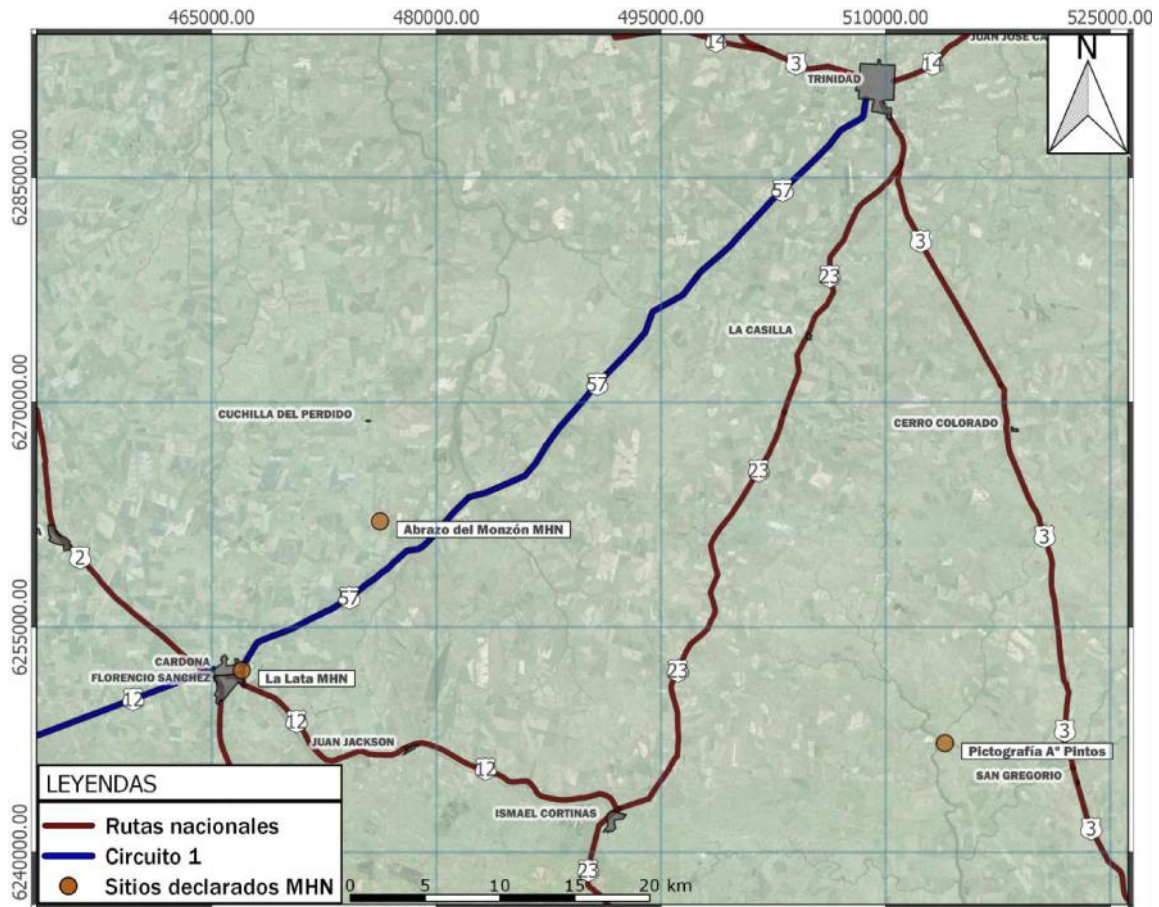 465000.00
480000.00
495000.00
510000.00
525000.00
N
14
3
14
JUAN JOSE CA
TRINIDAD
6285000.00
57
3
23
LA CASILLA
6270000.00
57
CUCHILLA DEL PERDIDO
CERRO COLORADO
23
Abrazo del Monzón MHN
3
2
57
6255000.00
CARDONA
FLORENCIO SANCHEZ
La Lata MHN
23
12
12
JUAN JACKSON
3
Pictografía A° Pintos
SAN GREGORIO
12
LEYENDAS
ISMAEL CORTINAS
Rutas nacionales
3
Circuito 1
6240000.00
23
Sitios declarados MHN
0 5 10 15 20 km